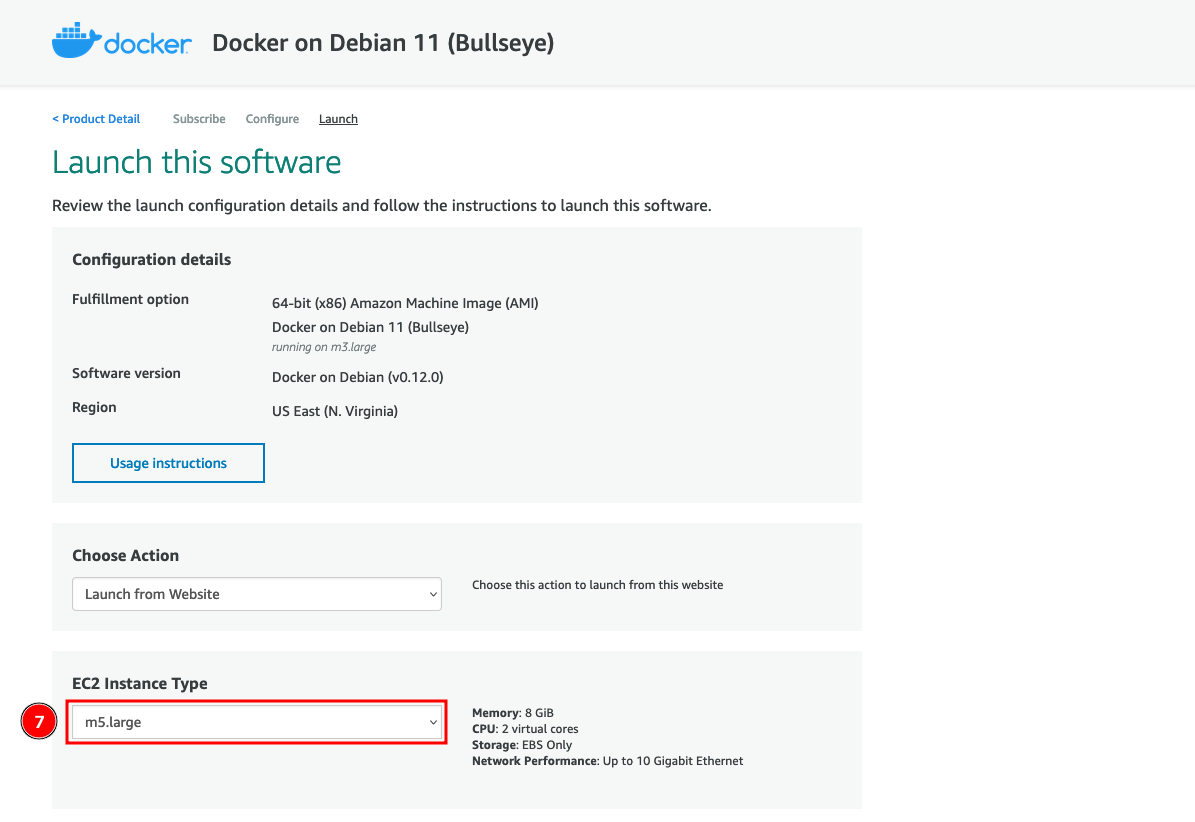 docker Docker on Debian 11 (Bullseye)
< Product Detail Subscribe Configure Launch
Launch this software
Review the launch configuration details and follow the instructions to launch this software.
Configuration details
Fulfillment option
64-bit (x86) Amazon Machine Image (AMI)
Docker on Debian 11 (Bullseye)
running on m3.large
Software version
Docker on Debian (v0.12.0)
Region
US East (N. Virginia)
Usage instructions
Choose Action
Launch from Website
Choose this action to launch from this website
EC2 Instance Type
7
m5.large
Memory: 8 GiB
CPU: 2 virtual cores
Storage: EBS Only
Network Performance: Up to 10 Gigabit Ethernet